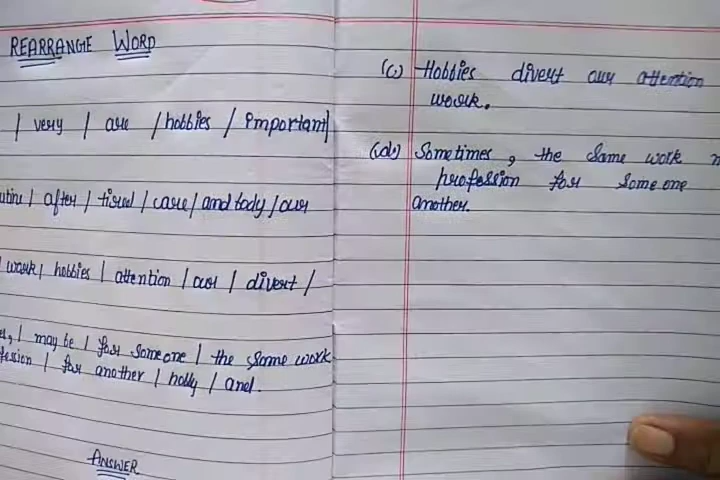 REARRANGE WORD
| very | are / hobbies / Important
| after / tired / care / and body / our
work | hobbies | attention / our / divert /
| may be | for someone | the same work
| for another | holly / and.
ANSWER
(c) Hobbies divert our attention
work.
(d) Sometimes, the same work
profession for someone
another.